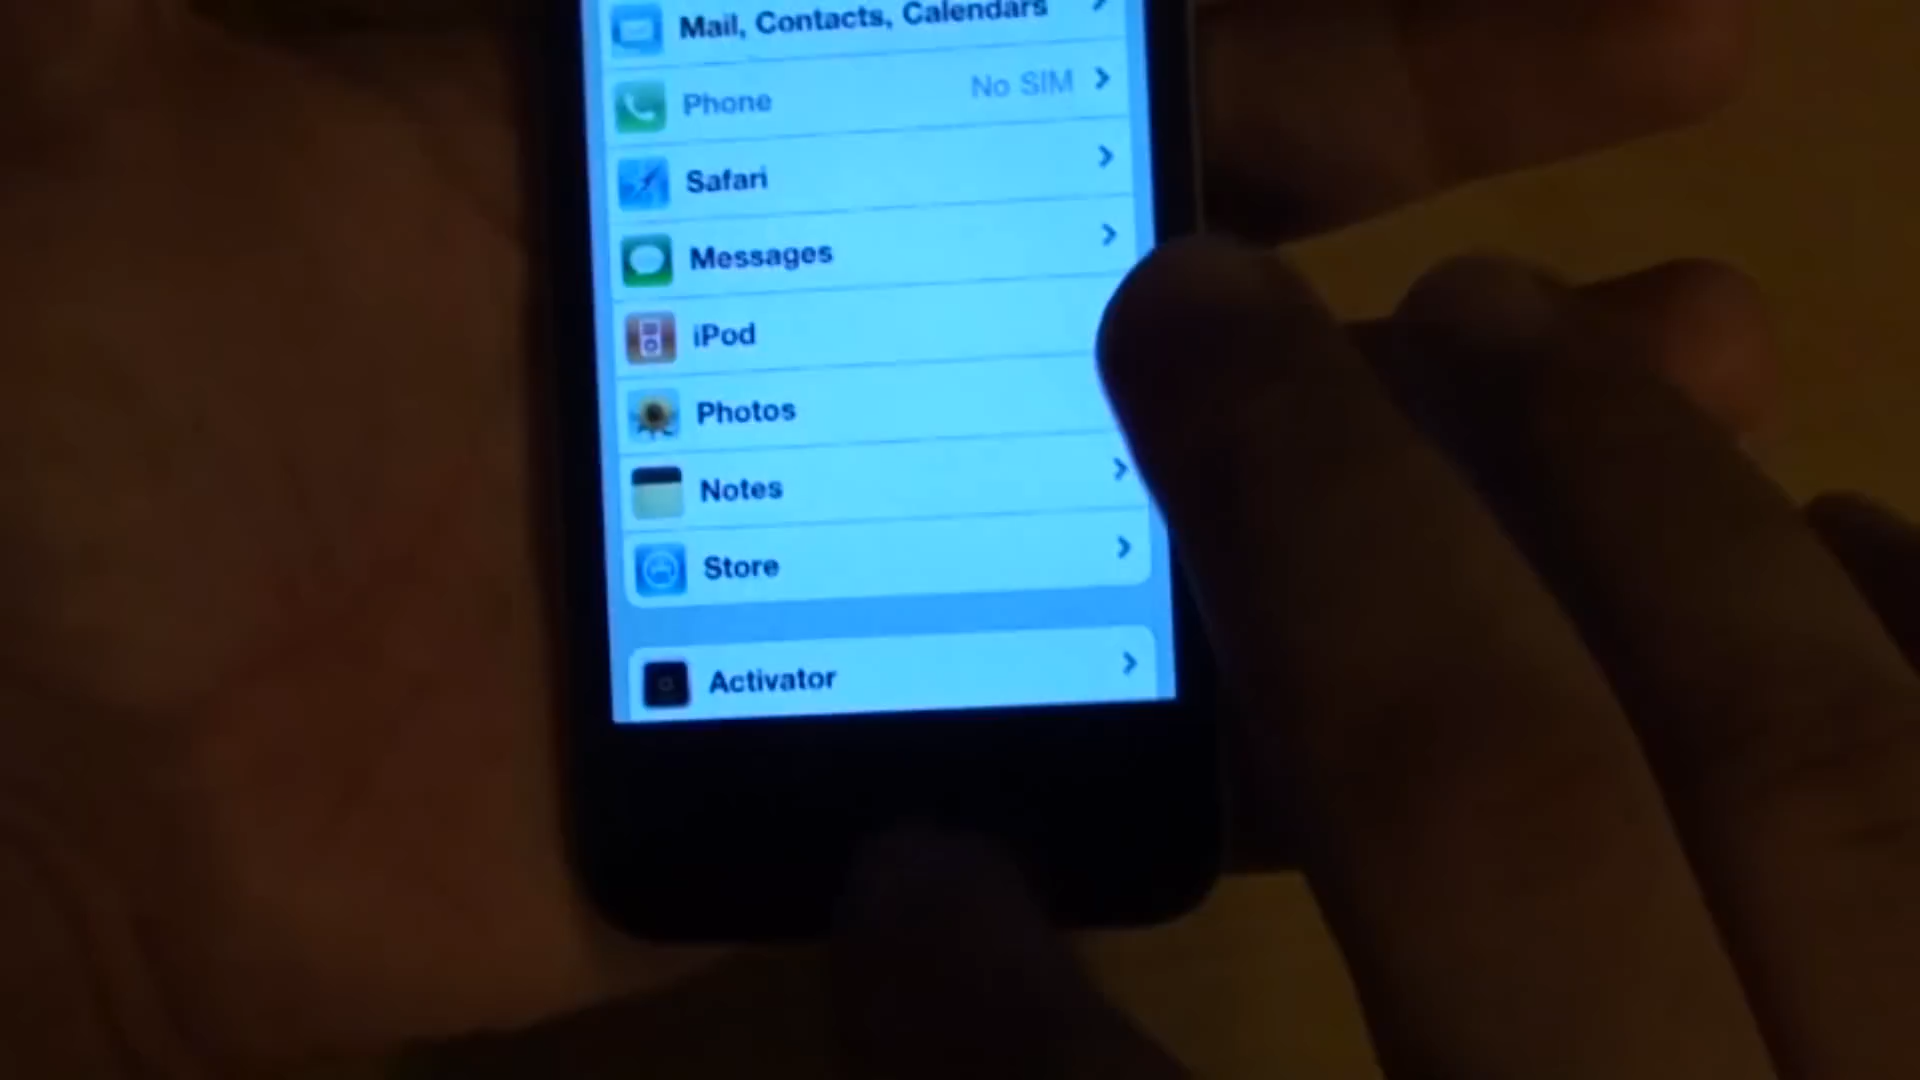 Mail, Contacts, Calendars
Phone No SIM
Safari
Messages
iPod
Photos
Notes
Store
Activator